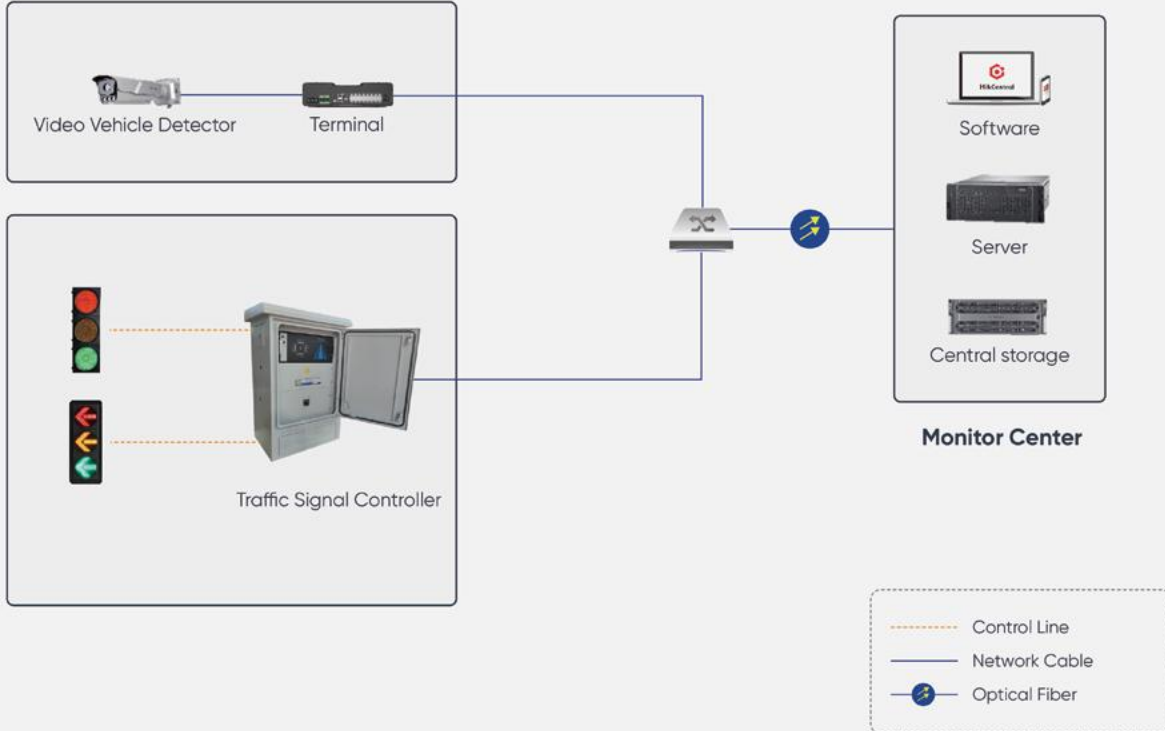 Video Vehicle Detector
Terminal
Traffic Signal Controller
HikCentral
Software
Server
Central storage
Monitor Center
Control Line
Network Cable
Optical Fiber